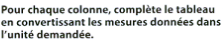 Pour chaque colonne, complète le tableau
en convertissant les mesures données dans
l'unité demandée.